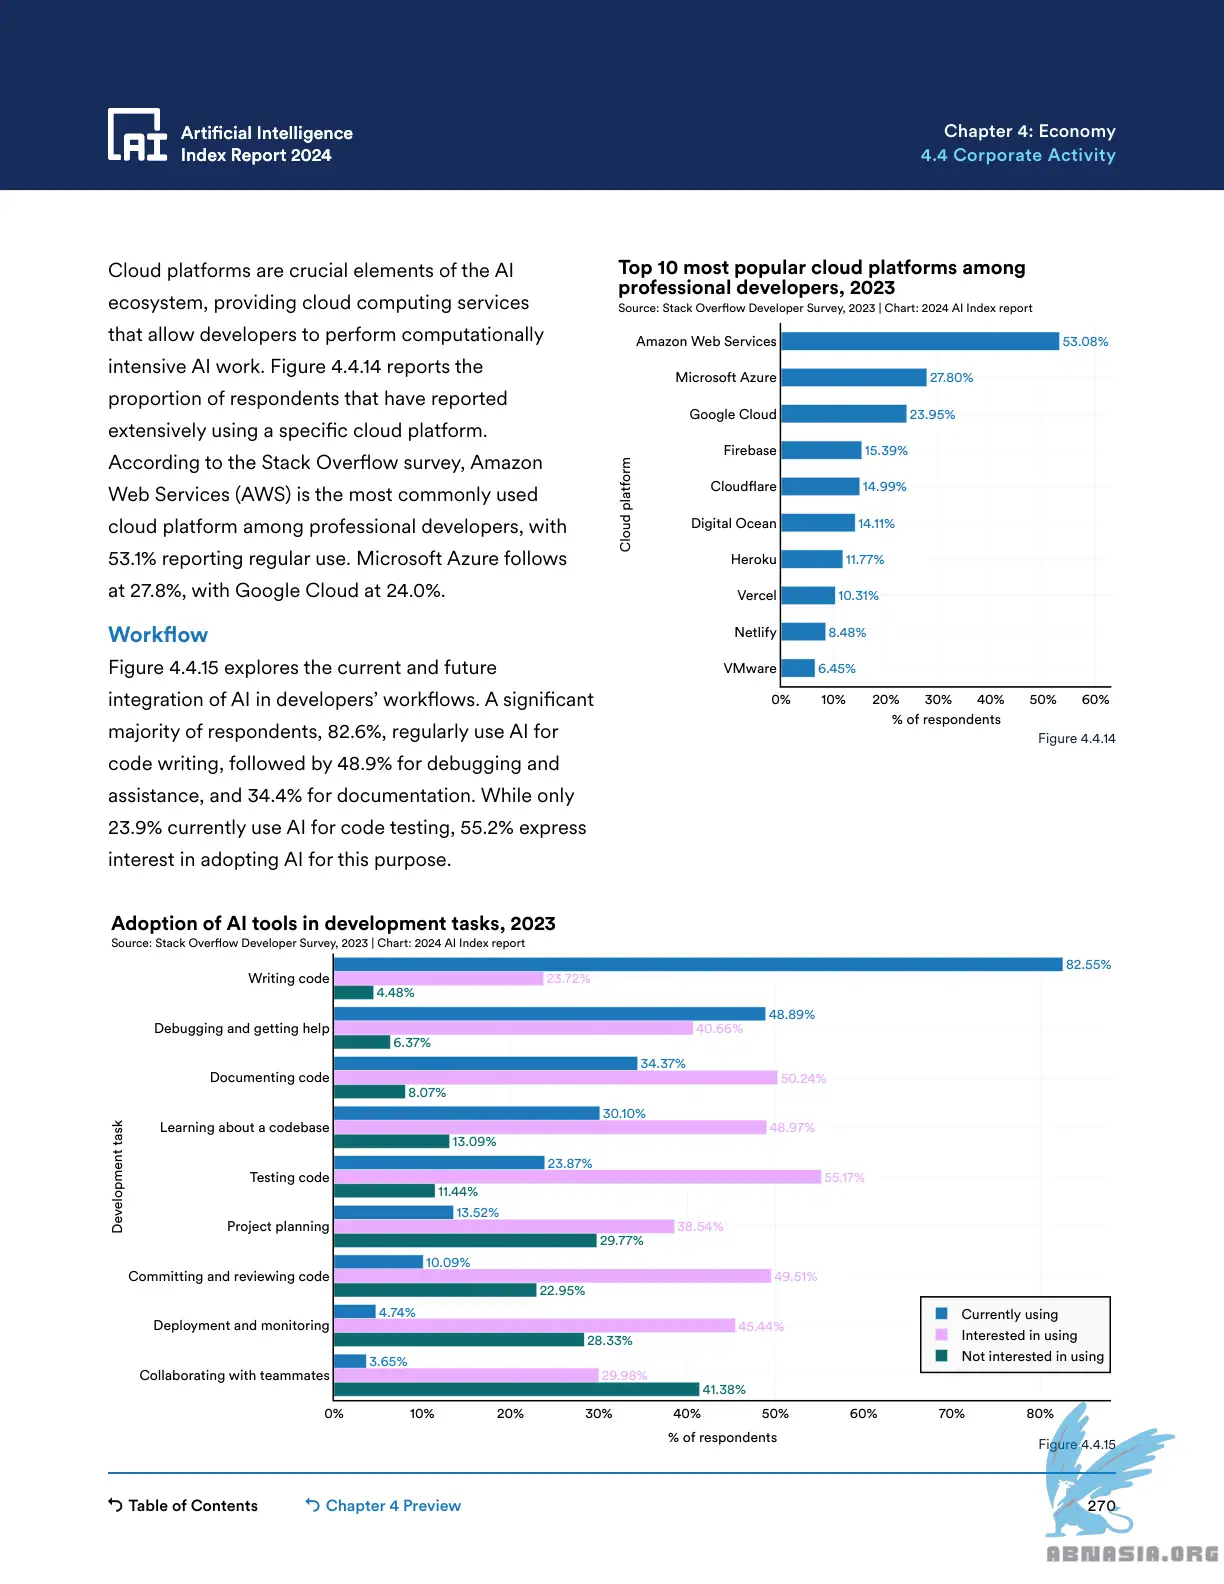 Artificial Intelligence
Index Report 2024
Chapter 4: Economy
4.4 Corporate Activity
Cloud platforms are crucial elements of the AI
ecosystem, providing cloud computing services
that allow developers to perform computationally
intensive AI work. Figure 4.4.14 reports the
proportion of respondents that have reported
extensively using a specific cloud platform.
According to the Stack Overflow survey, Amazon
Web Services (AWS) is the most commonly used
cloud platform among professional developers, with
53.1% reporting regular use. Microsoft Azure follows
at 27.8%, with Google Cloud at 24.0%.
Workflow
Figure 4.4.15 explores the current and future
integration of AI in developers’ workflows. A significant
majority of respondents, 82.6%, regularly use AI for
code writing, followed by 48.9% for debugging and
assistance, and 34.4% for documentation. While only
23.9% currently use AI for code testing, 55.2% express
interest in adopting AI for this purpose.
Top 10 most popular cloud platforms among
professional developers, 2023
Source: Stack Overflow Developer Survey, 2023 | Chart: 2024 AI Index report
Cloud platform
Amazon Web Services 53.08%
Microsoft Azure 27.80%
Google Cloud 23.95%
Firebase 15.39%
Cloudflare 14.99%
Digital Ocean 14.11%
Heroku 11.77%
Vercel 10.31%
Netlify 8.48%
VMware 6.45%
0% 10% 20% 30% 40% 50% 60%
% of respondents
Figure 4.4.14
Adoption of AI tools in development tasks, 2023
Source: Stack Overflow Developer Survey, 2023 | Chart: 2024 AI Index report
Development task
82.55%
Writing code 23.72%
4.48%
48.89%
Debugging and getting help 40.66%
6.37%
34.37%
Documenting code 50.24%
8.07%
30.10%
Learning about a codebase 48.97%
13.09%
23.87%
Testing code 55.17%
11.44%
13.52%
Project planning 38.54%
29.77%
10.09%
Committing and reviewing code 49.51%
22.95%
4.74%
Deployment and monitoring 45.44%
28.33%
3.65%
Collaborating with teammates 29.98%
41.38%
Currently using
Interested in using
Not interested in using
0% 10% 20% 30% 40% 50% 60% 70% 80%
% of respondents
Figure 4.4.15
Table of Contents
Chapter 4 Preview
270
ABNASIA.ORG